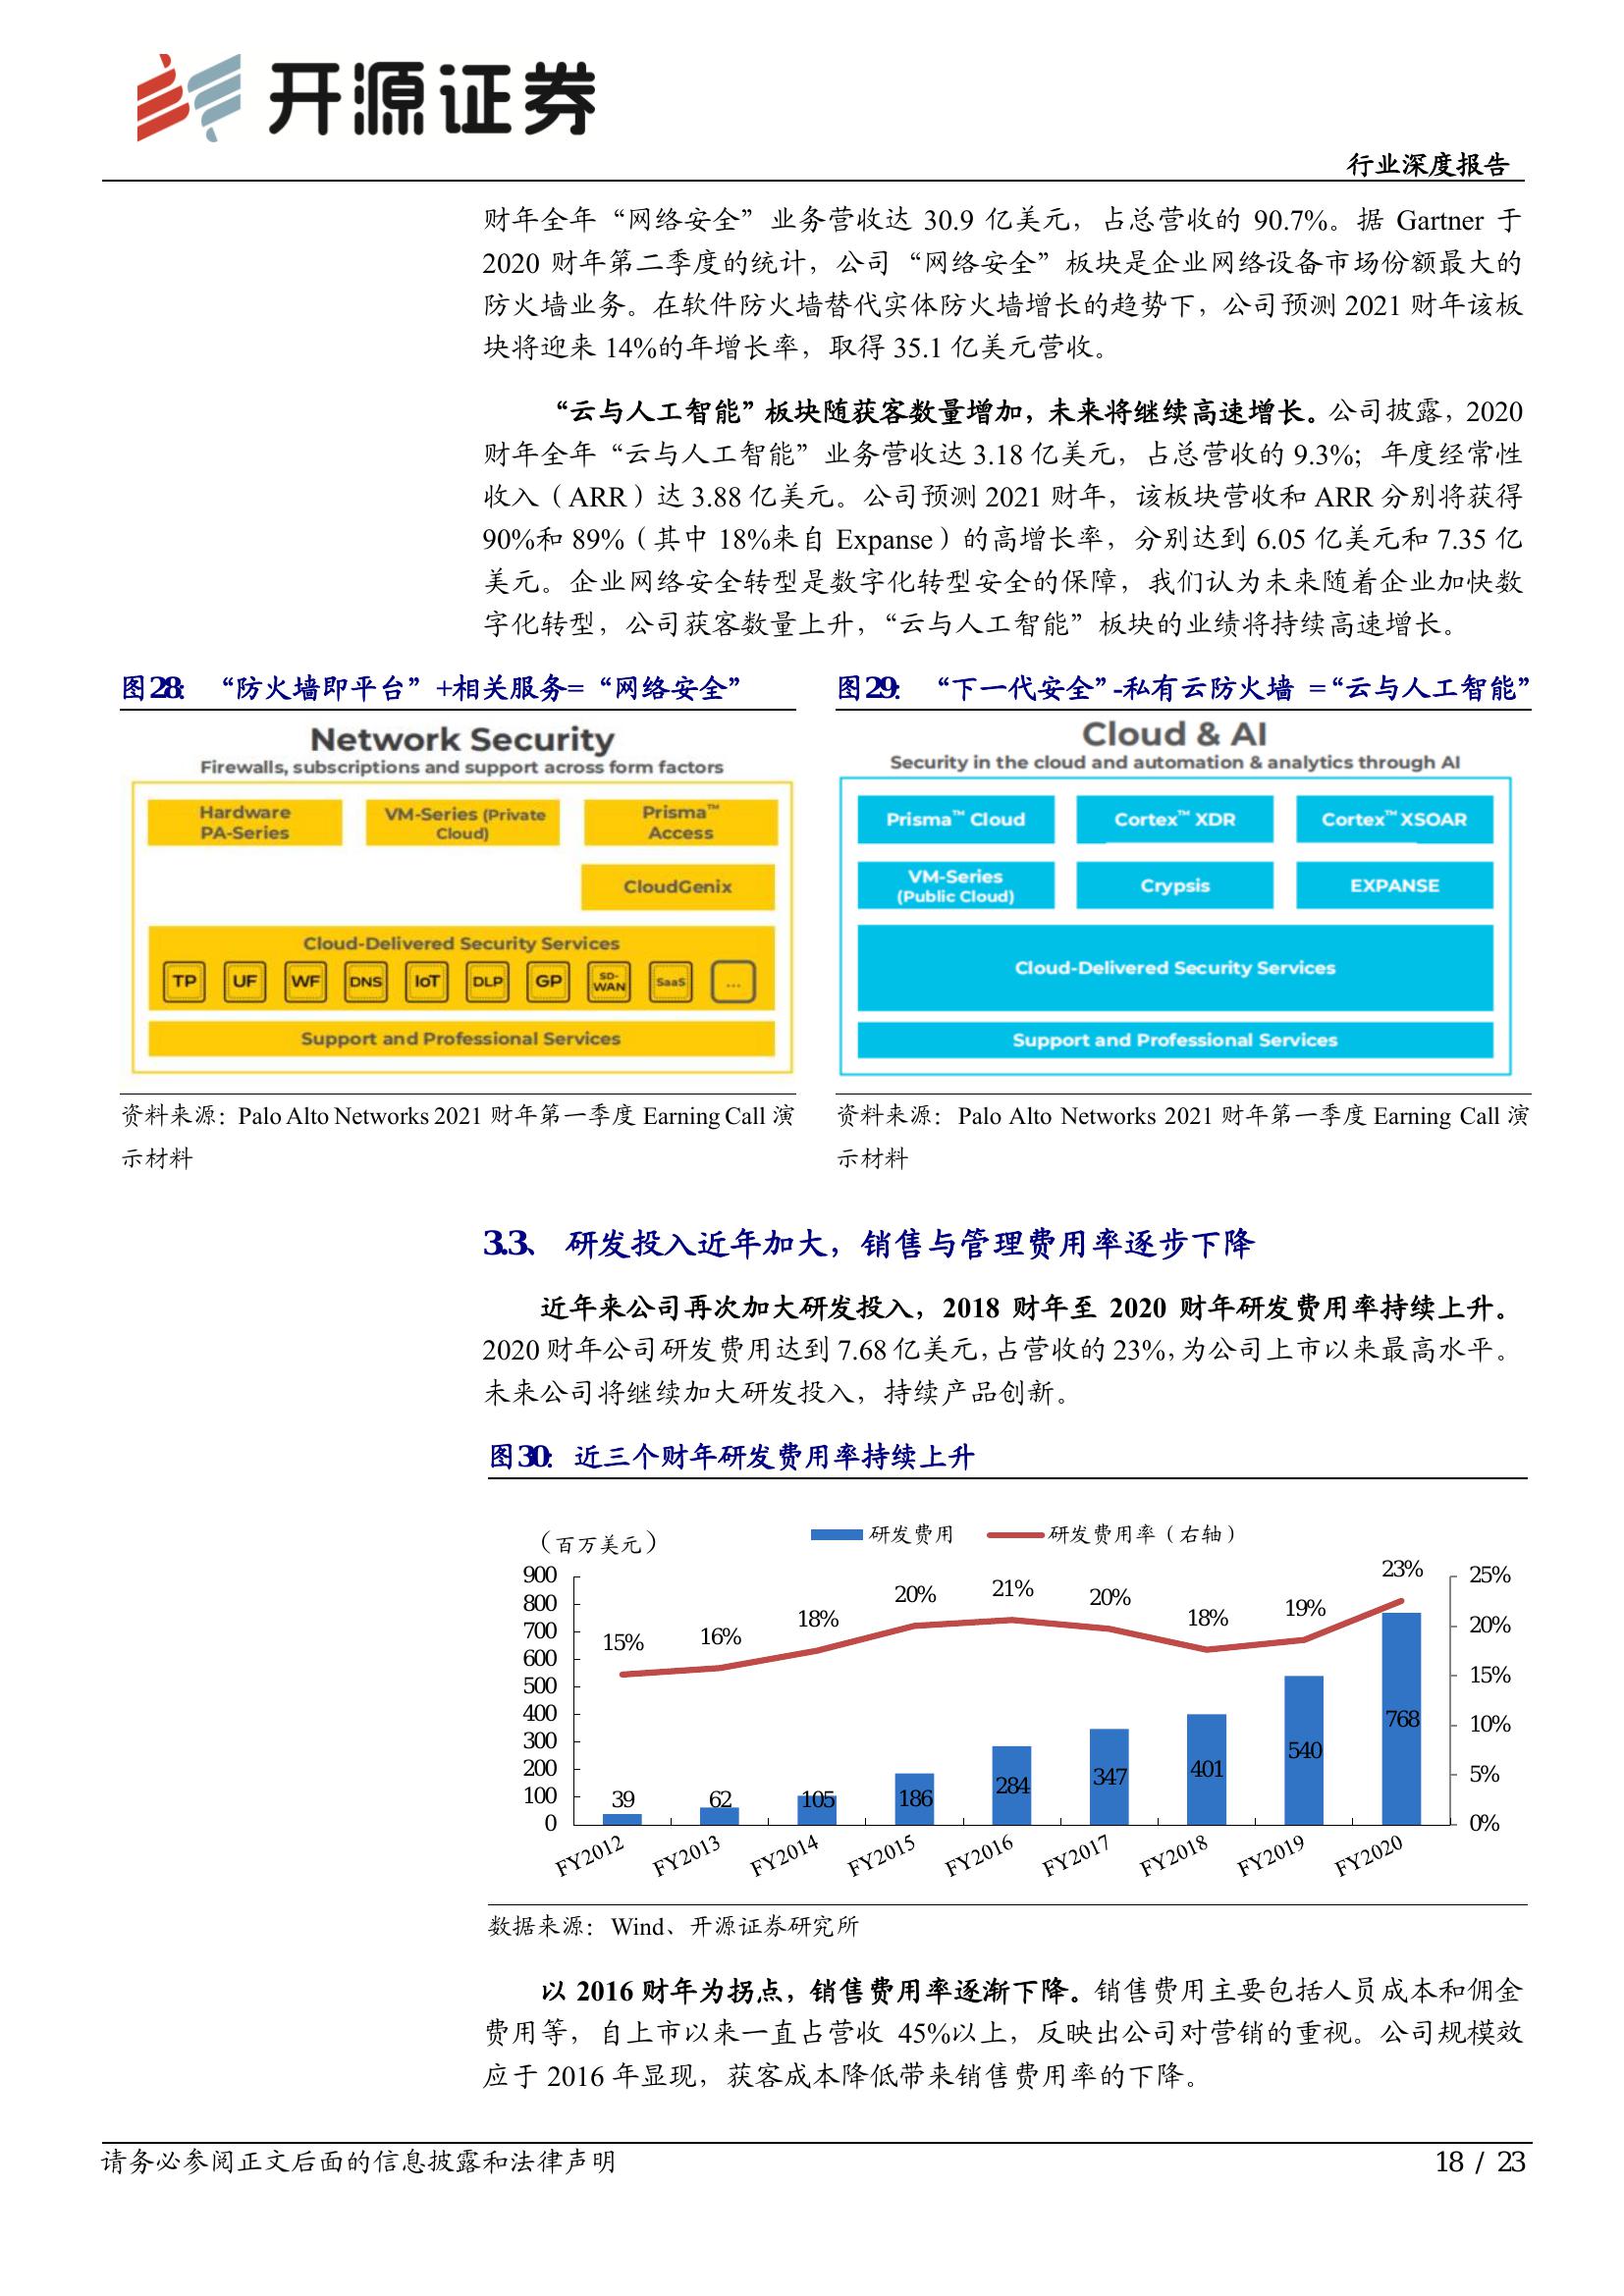 开源证券
行业深度报告
财年全年“网络安全”业务营收达 30.9 亿美元，占总营收的 90.7%。据 Gartner 于
2020 财年第二季度的统计，公司“网络安全”板块是企业网络设备市场份额最大的
防火墙业务。在软件防火墙替代实体防火墙增长的趋势下，公司预测 2021 财年该板
块将迎来 14%的年增长率，取得 35.1 亿美元营收。
“云与人工智能”板块随获客数量增加，未来将继续高速增长。公司披露，2020
财年全年“云与人工智能”业务营收达 3.18 亿美元，占总营收的 9.3%；年度经常性
收入（ARR）达 3.88 亿美元。公司预测 2021 财年，该板块营收和 ARR 分别将获得
90%和 89%（其中 18%来自 Expanse）的高增长率，分别达到 6.05 亿美元和 7.35 亿
美元。企业网络安全转型是数字化转型安全的保障，我们认为未来随着企业加快数
字化转型，公司获客数量上升，“云与人工智能”板块的业绩将持续高速增长。
图28： “防火墙即平台”+相关服务=“网络安全”
Network Security
Firewalls, subscriptions and support across form factors
Hardware
PA-Series
VM-Series (Private
Cloud)
Prisma™
Access
CloudGenix
Cloud-Delivered Security Services
TP UF WF DNS IoT DLP GP SD-WAN SaaS ...
Support and Professional Services
资料来源：Palo Alto Networks 2021 财年第一季度 Earning Call 演
示材料
图29： “下一代安全”-私有云防火墙 =“云与人工智能”
Cloud & AI
Security in the cloud and automation & analytics through AI
Prisma™ Cloud
Cortex™ XDR
Cortex™ XSOAR
VM-Series
(Public Cloud)
Crypsis
EXPANSE
Cloud-Delivered Security Services
Support and Professional Services
资料来源：Palo Alto Networks 2021 财年第一季度 Earning Call 演
示材料
3.3、 研发投入近年加大，销售与管理费用率逐步下降
近年来公司再次加大研发投入，2018 财年至 2020 财年研发费用率持续上升。
2020 财年公司研发费用达到 7.68 亿美元，占营收的 23%，为公司上市以来最高水平。
未来公司将继续加大研发投入，持续产品创新。
图30：近三个财年研发费用率持续上升
（百万美元）
研发费用 研发费用率（右轴）
900
800
700
600
500
400
300
200
100
0
15% 16% 18% 20% 21% 20% 18% 19% 23%
39 62 105 186 284 347 401 540 768
25%
20%
15%
10%
5%
0%
FY2012 FY2013 FY2014 FY2015 FY2016 FY2017 FY2018 FY2019 FY2020
数据来源：Wind、开源证券研究所
以 2016 财年为拐点，销售费用率逐渐下降。销售费用主要包括人员成本和佣金
费用等，自上市以来一直占营收 45%以上，反映出公司对营销的重视。公司规模效
应于 2016 年显现，获客成本降低带来销售费用率的下降。
请务必参阅正文后面的信息披露和法律声明
18 / 23